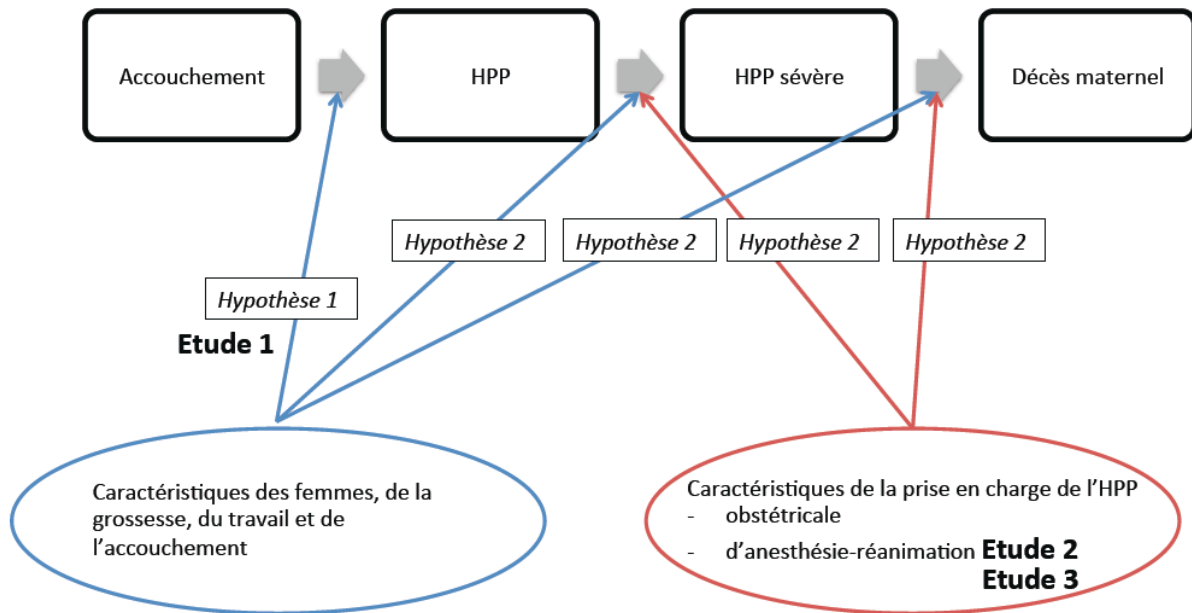 Accouchement
HPP
HPP sévère
Décès maternel
Hypothèse 2
Hypothèse 2
Hypothèse 2
Hypothèse 2
Hypothèse 1
Etude 1
Caractéristiques des femmes, de la
grossesse, du travail et de
l'accouchement
Caractéristiques de la prise en charge de l'HPP
- obstétricale
- d'anesthésie-réanimation Etude 2
Etude 3